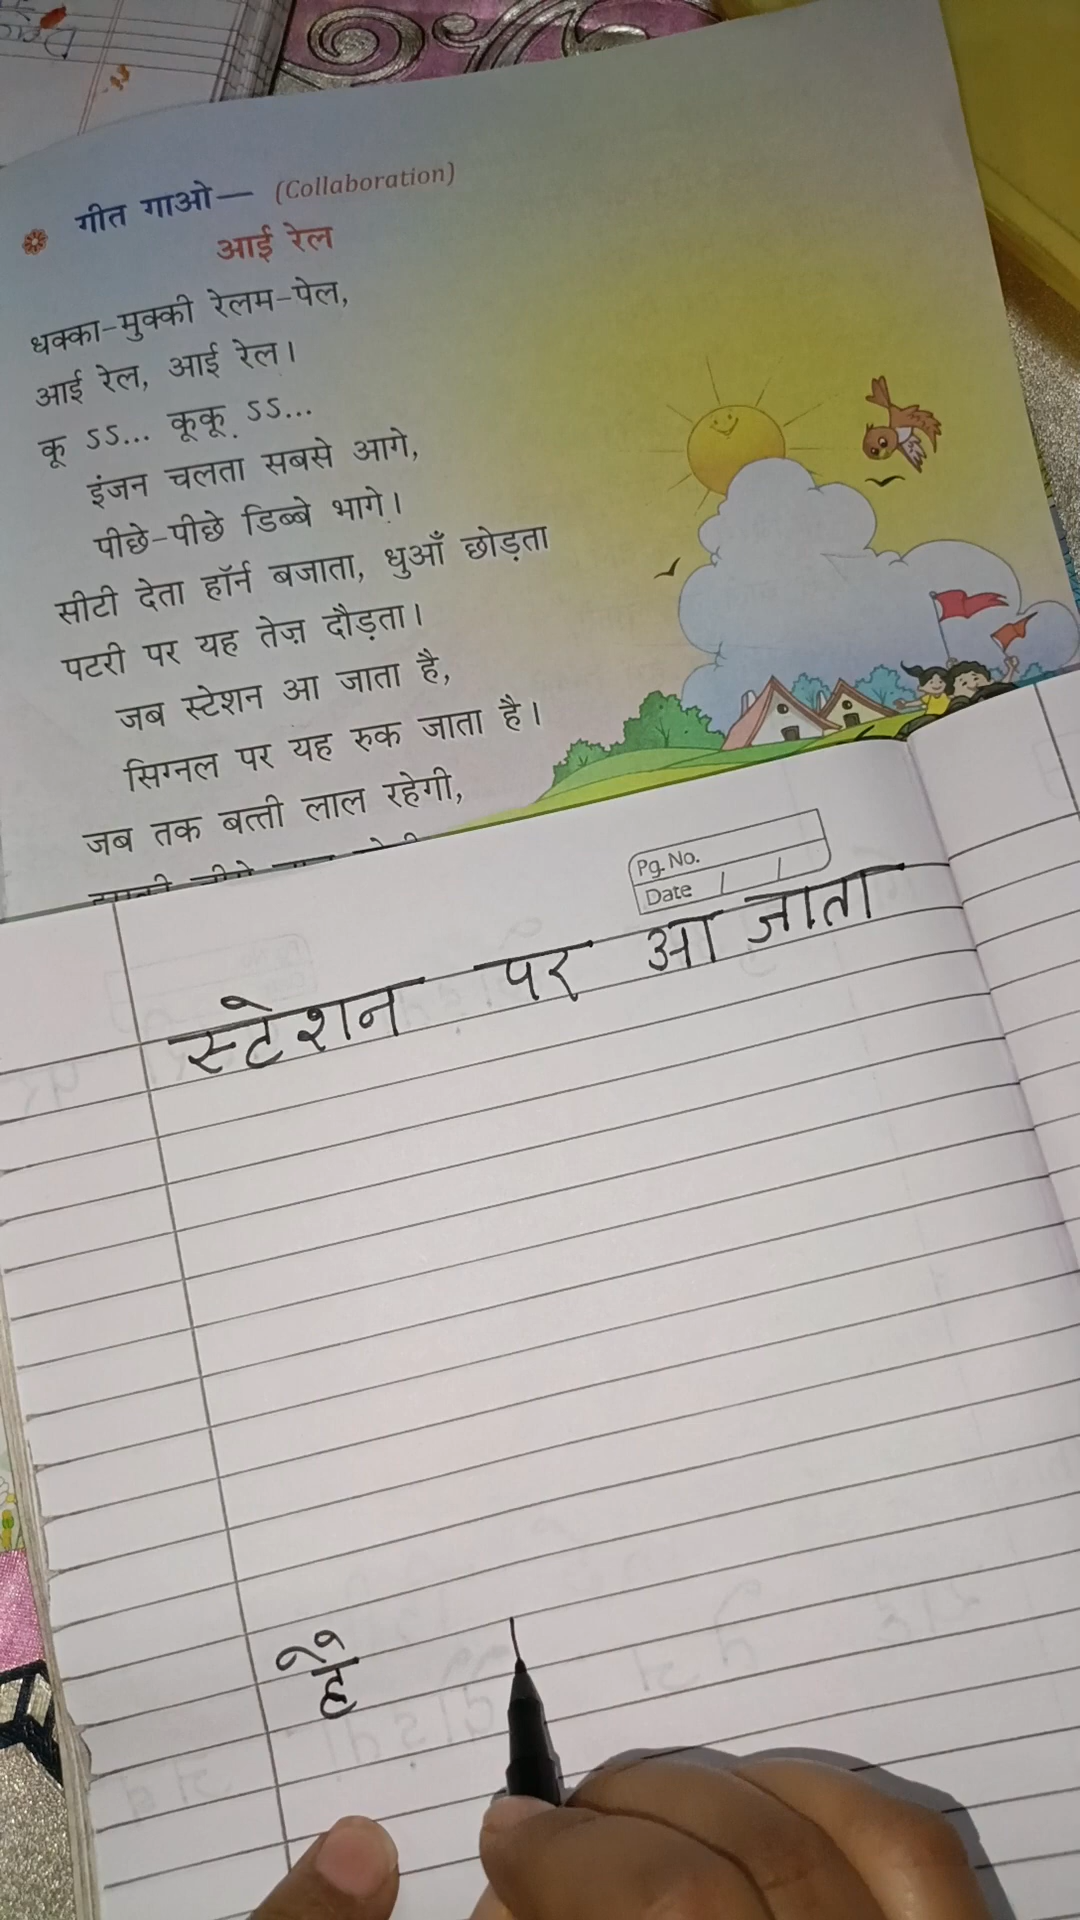 गीत गाओ— (Collaboration)
आई रेल
धक्का-मुक्की रेलम-पेल,
आई रेल, आई रेल।
कू ऽऽ... कूकू ऽऽ...
इंजन चलता सबसे आगे,
पीछे-पीछे डिब्बे भागे।
सीटी देता हॉर्न बजाता, धुआँ छोड़ता
पटरी पर यह तेज़ दौड़ता।
जब स्टेशन आ जाता है,
सिग्नल पर यह रुक जाता है।
जब तक बत्ती लाल रहेगी,
Pg. No.
Date / /
स्टेशन पर आ जाता
है